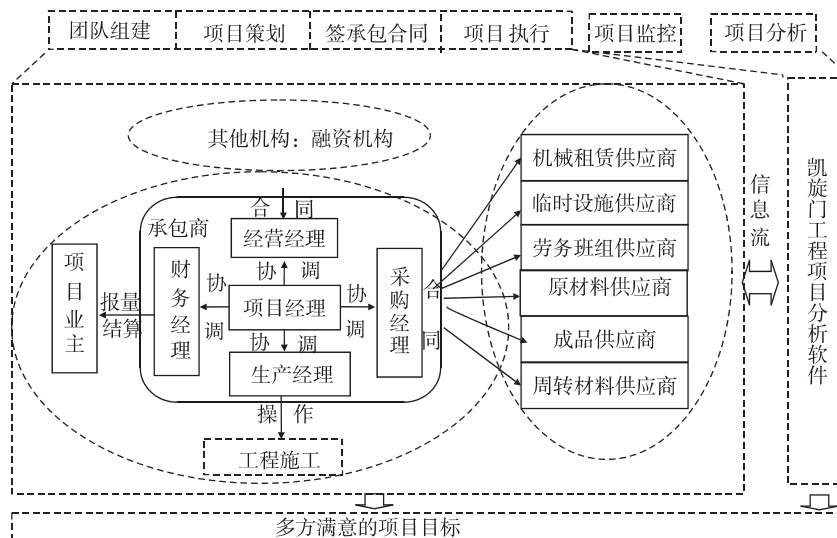 团队组建
项目策划
签承包合同
项目 执行
项目监控
项目分析
其他机构：融资机构
承包商
合 同
经营经理
协 调
项目业主
报量
结算
财务经理
协
调
项目经理
协
调
采购经理
协 调
生产经理
操 作
工程施工
合
同
机械租赁供应商
临时设施供应商
劳务班组供应商
原材料供应商
成品供应商
周转材料供应商
信息流
凯旋门工程项目分析软件
多方满意的项目目标